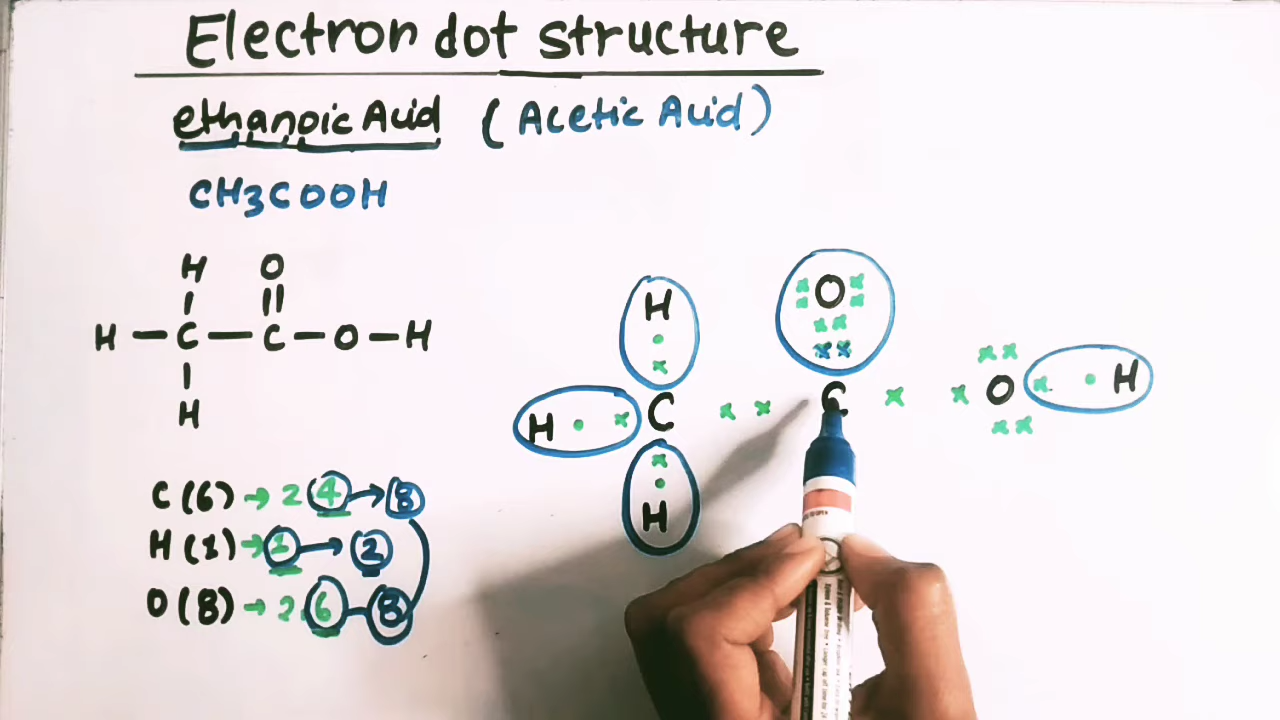 Electron dot structure
ethanoic Acid (Acetic Acid)
CH3COOH
H O
H — C — C — O — H
H
C (6) → 2 4 → 8
H (1) → 1 → 2
O (8) → 2, 6 — 8
H
O
H C C O H
H